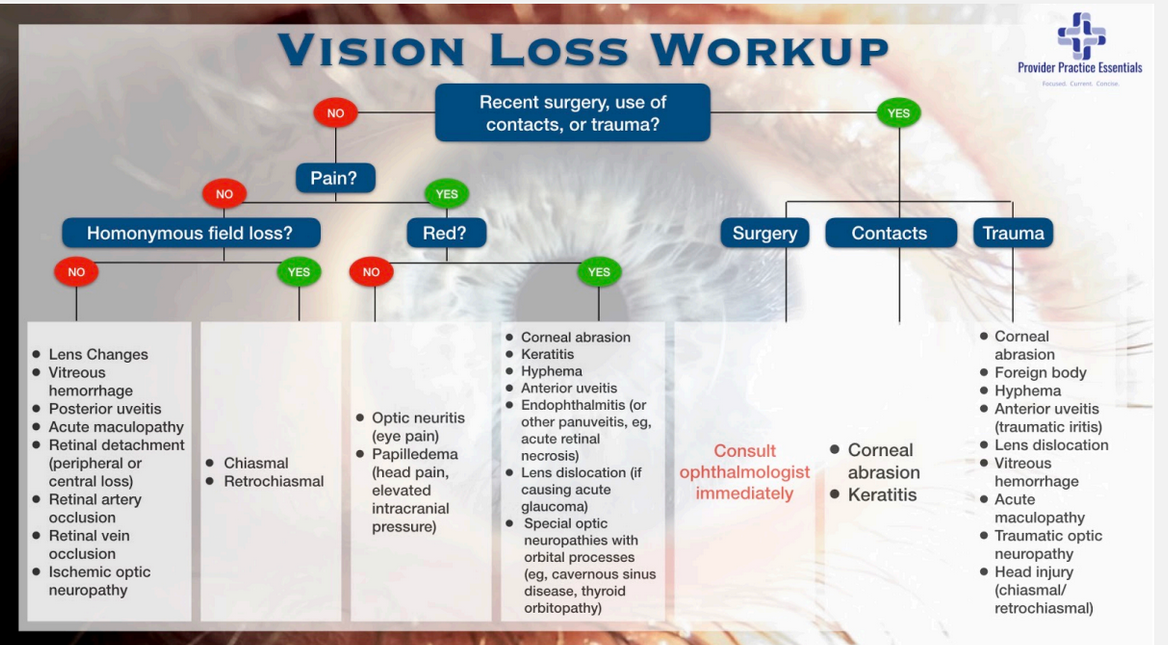 VISION LOSS WORKUP
Provider Practice Essentials
Focused. Current. Concise.
Recent surgery, use of
contacts, or trauma?
NO
YES
Pain?
NO
YES
Homonymous field loss?
Red?
Surgery
Contacts
Trauma
NO
YES
NO
YES
● Lens Changes
● Vitreous
hemorrhage
● Posterior uveitis
● Acute maculopathy
● Retinal detachment
(peripheral or
central loss)
● Retinal artery
occlusion
● Retinal vein
occlusion
● Ischemic optic
neuropathy
● Chiasmal
● Retrochiasmal
● Optic neuritis
(eye pain)
● Papilledema
(head pain,
elevated
intracranial
pressure)
● Corneal abrasion
● Keratitis
● Hyphema
● Anterior uveitis
● Endophthalmitis (or
other panuveitis, eg,
acute retinal
necrosis)
● Lens dislocation (if
causing acute
glaucoma)
● Special optic
neuropathies with
orbital processes
(eg, cavernous sinus
disease, thyroid
orbitopathy)
Consult
ophthalmologist
immediately
● Corneal
abrasion
● Keratitis
● Corneal
abrasion
● Foreign body
● Hyphema
● Anterior uveitis
(traumatic iritis)
● Lens dislocation
● Vitreous
hemorrhage
● Acute
maculopathy
● Traumatic optic
neuropathy
● Head injury
(chiasmal/
retrochiasmal)